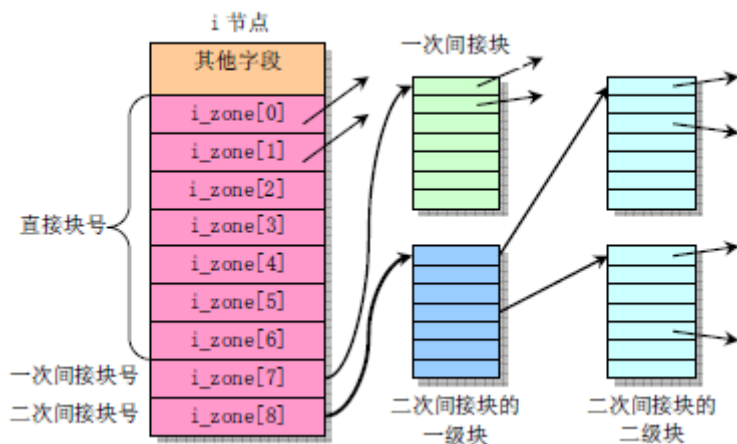 i 节点
其他字段
i_zone[0]
i_zone[1]
i_zone[2]
i_zone[3]
i_zone[4]
i_zone[5]
i_zone[6]
i_zone[7]
i_zone[8]
直接块号
一次间接块号
二次间接块号
一次间接块
二次间接块的
一级块
二次间接块的
二级块